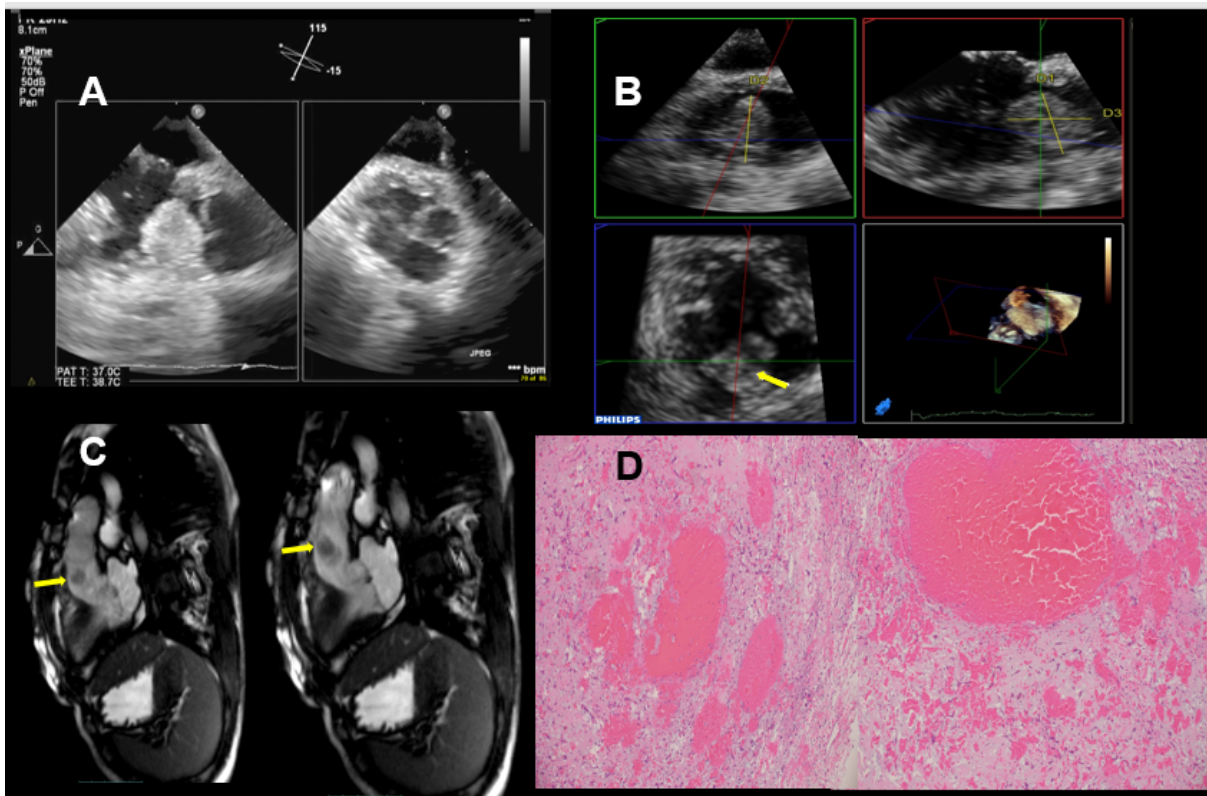 8.1cm
115
-15
xPlane
70%
70%
50dB
P Off
Pen
A
P
P
0
P
JPEG
PAT T: 37.0C
TEE T: 38.7C
*** bpm
B
D1
D3
PHILIPS
C
D